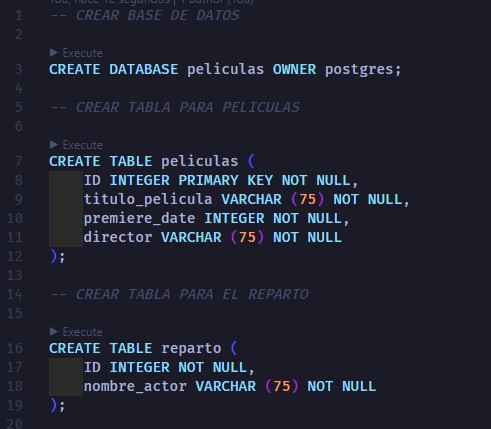 You, hace 12 segundos | 1 author (You)
1 -- CREAR BASE DE DATOS
2
▶ Execute
3 CREATE DATABASE peliculas OWNER postgres;
4
5 -- CREAR TABLA PARA PELICULAS
6
▶ Execute
7 CREATE TABLE peliculas (
8 ID INTEGER PRIMARY KEY NOT NULL,
9 titulo_pelicula VARCHAR (75) NOT NULL,
10 premiere_date INTEGER NOT NULL,
11 director VARCHAR (75) NOT NULL
12 );
13
14 -- CREAR TABLA PARA EL REPARTO
15
▶ Execute
16 CREATE TABLE reparto (
17 ID INTEGER NOT NULL,
18 nombre_actor VARCHAR (75) NOT NULL
19 );
20